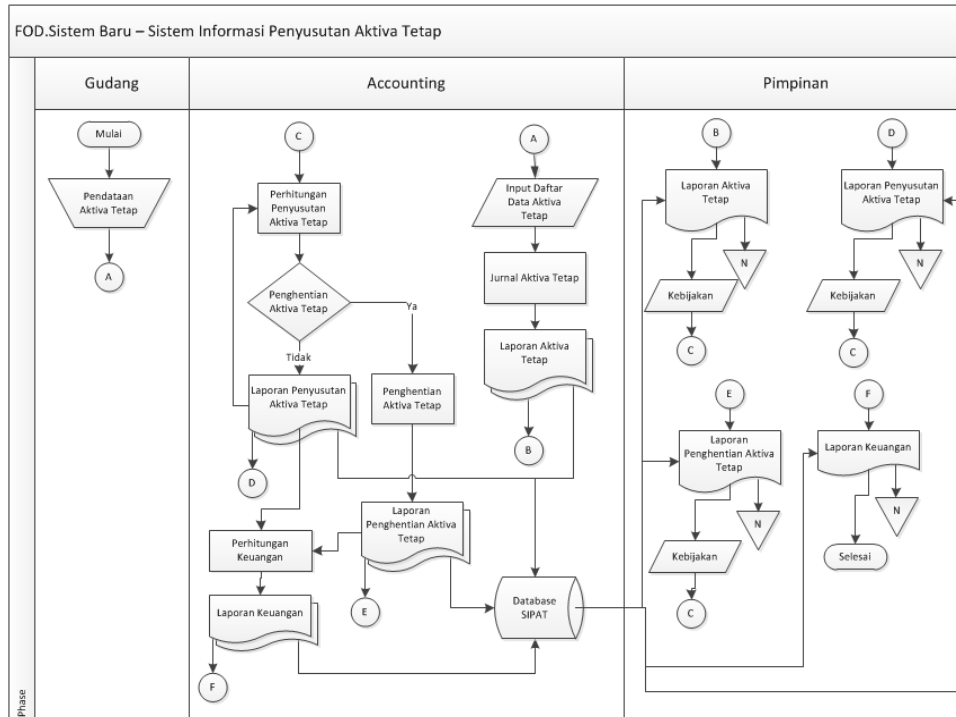 FOD.Sistem Baru – Sistem Informasi Penyusutan Aktiva Tetap
Phase
Gudang
Accounting
Pimpinan
Mulai
Pendataan
Aktiva Tetap
A
C
Perhitungan
Penyusutan
Aktiva Tetap
Penghentian
Aktiva Tetap
Ya
Tidak
Laporan Penyusutan
Aktiva Tetap
D
Penghentian
Aktiva Tetap
Laporan
Penghentian Aktiva
Tetap
E
Perhitungan
Keuangan
Laporan Keuangan
F
A
Input Daftar
Data Aktiva
Tetap
Jurnal Aktiva Tetap
Laporan Aktiva
Tetap
B
Database
SIPAT
B
Laporan Aktiva
Tetap
N
Kebijakan
C
D
Laporan Penyusutan
Aktiva Tetap
N
Kebijakan
C
E
Laporan
Penghentian Aktiva
Tetap
N
Kebijakan
C
F
Laporan Keuangan
N
Selesai